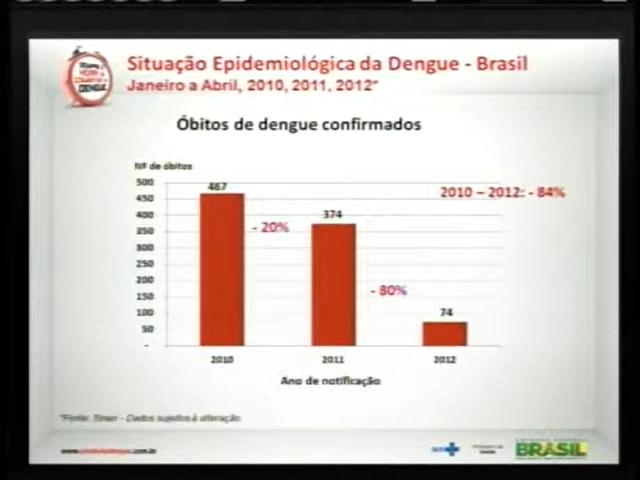 Situação Epidemiológica da Dengue - Brasil
Janeiro a Abril, 2010, 2011, 2012*
DENGUE
Óbitos de dengue confirmados
Nº de óbitos
500
450
400
350
300
250
200
150
100
50
-
467
374
74
- 20%
- 80%
2010 – 2012: - 84%
2010 2011 2012
Ano de notificação
*Fonte: Sinan - Dados sujeitos à alteração
BRASIL